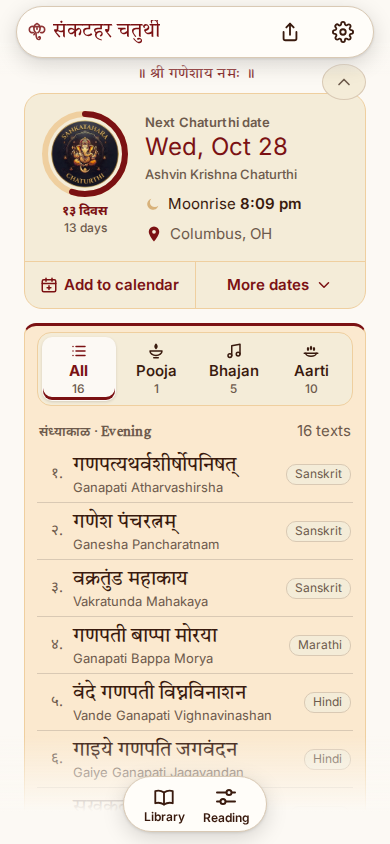 संकटहर चतुर्थी
॥ श्री गणेशाय नमः ॥
SANKATAHARA
CHATURTHI
१३ दिवस
13 days
Next Chaturthi date
Wed, Oct 28
Ashvin Krishna Chaturthi
Moonrise 8:09 pm
Columbus, OH
Add to calendar
More dates
All
16
Pooja
1
Bhajan
5
Aarti
10
संध्याकाळ · Evening
16 texts
१. गणपत्यथर्वशीर्षोपनिषत्
Ganapati Atharvashirsha
Sanskrit
२. गणेश पंचरत्नम्
Ganesha Pancharatnam
Sanskrit
३. वक्रतुंड महाकाय
Vakratunda Mahakaya
Sanskrit
४. गणपती बाप्पा मोरया
Ganapati Bappa Morya
Marathi
५. वंदे गणपती विघ्नविनाशन
Vande Ganapati Vighnavinashan
Hindi
६. गाइये गणपति जगवंदन
Gaiye Ganapati Jagavandan
Hindi
Library
Reading